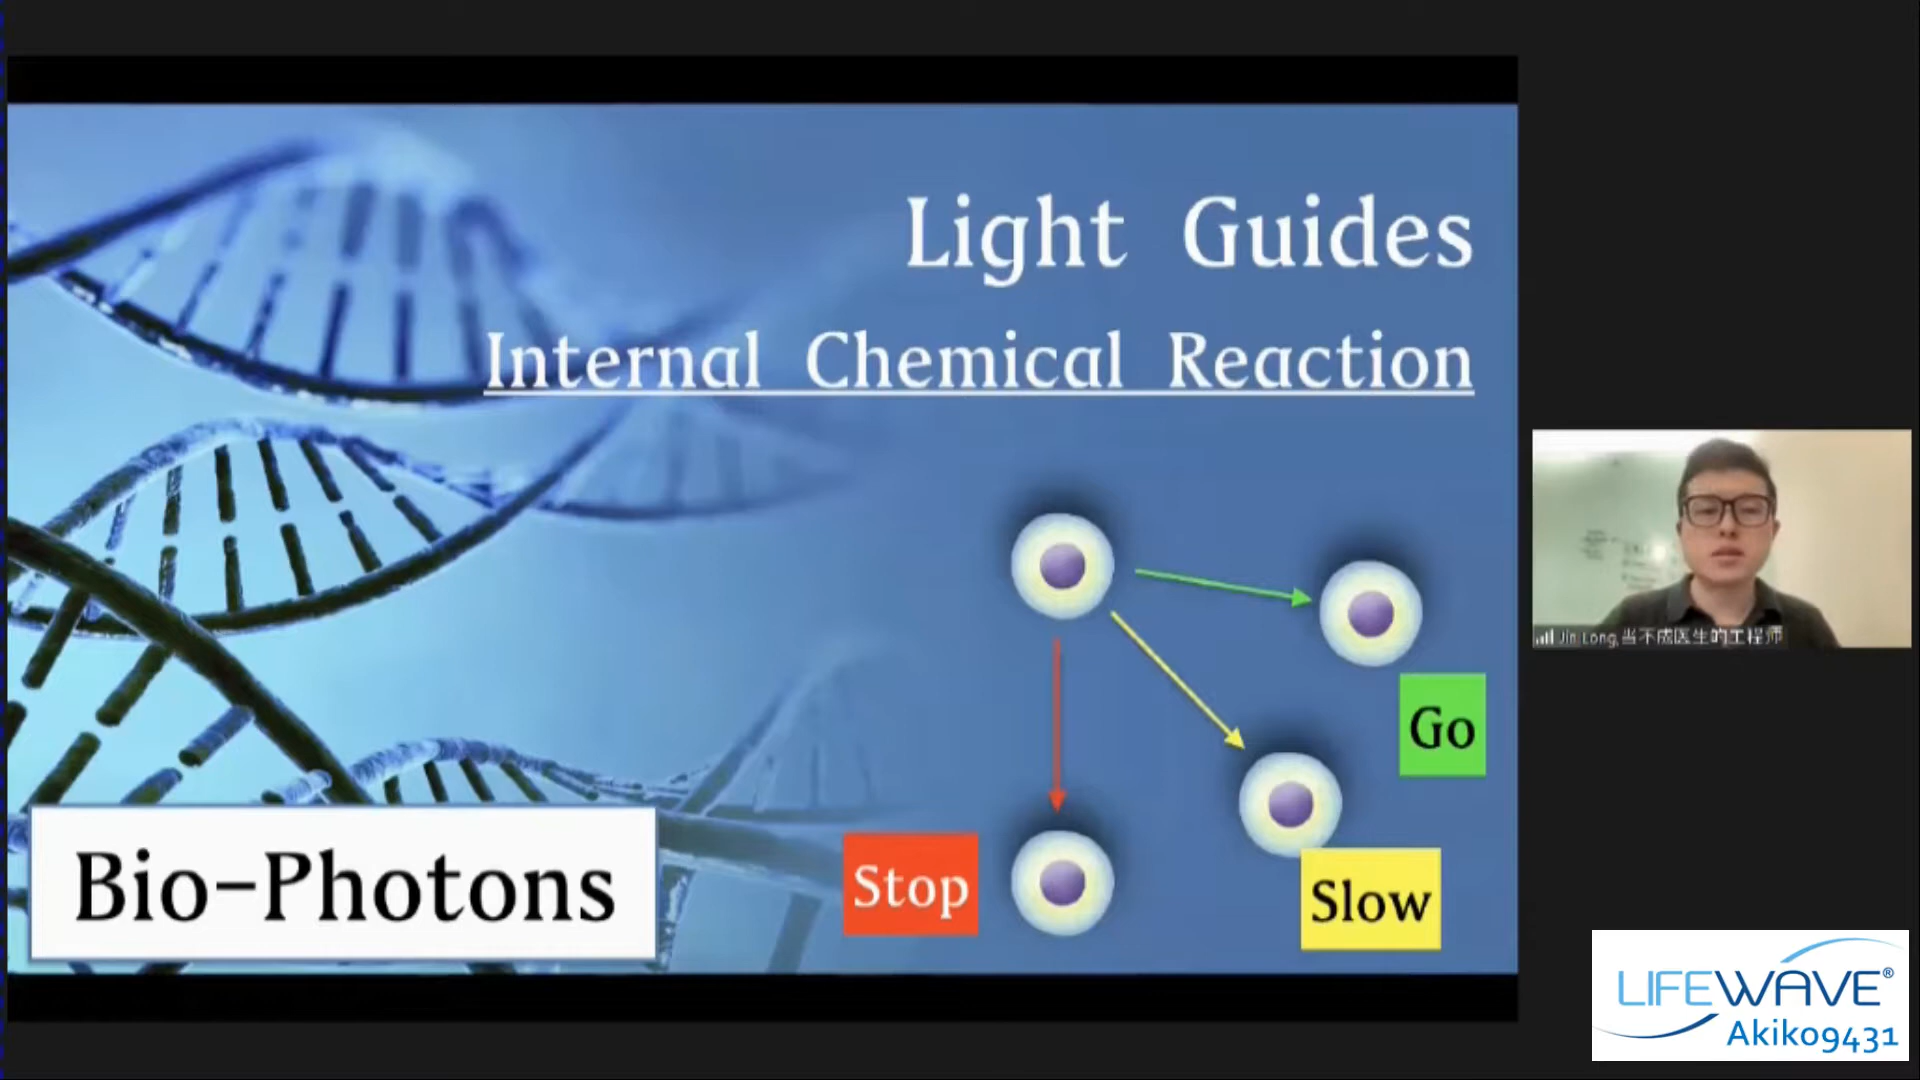 Light Guides
Internal Chemical Reaction
Go
Stop
Slow
Bio-Photons
Jin Long,当不成医生的工程师
LIFEWAVE®
Akiko9431